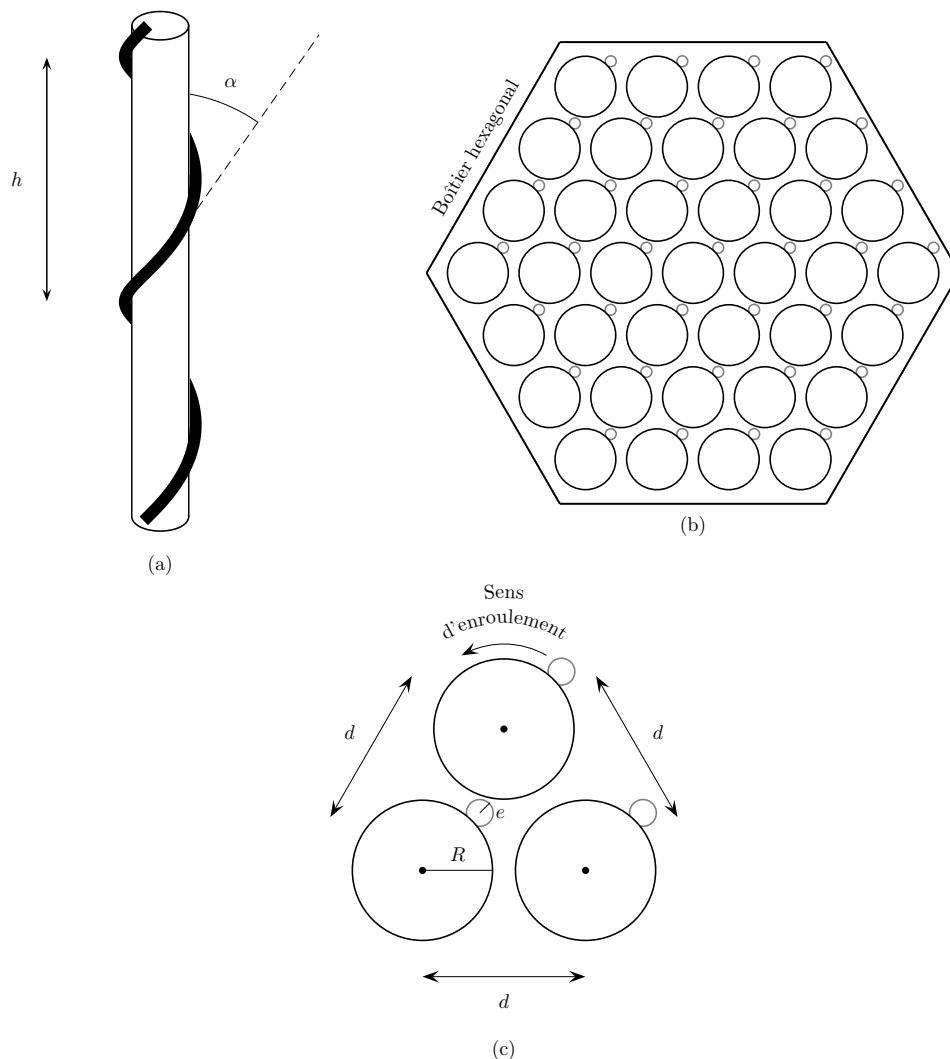 α
h
Boîtier hexagonal
(a)
(b)
Sens
d'enroulement
d
d
e
R
d
(c)